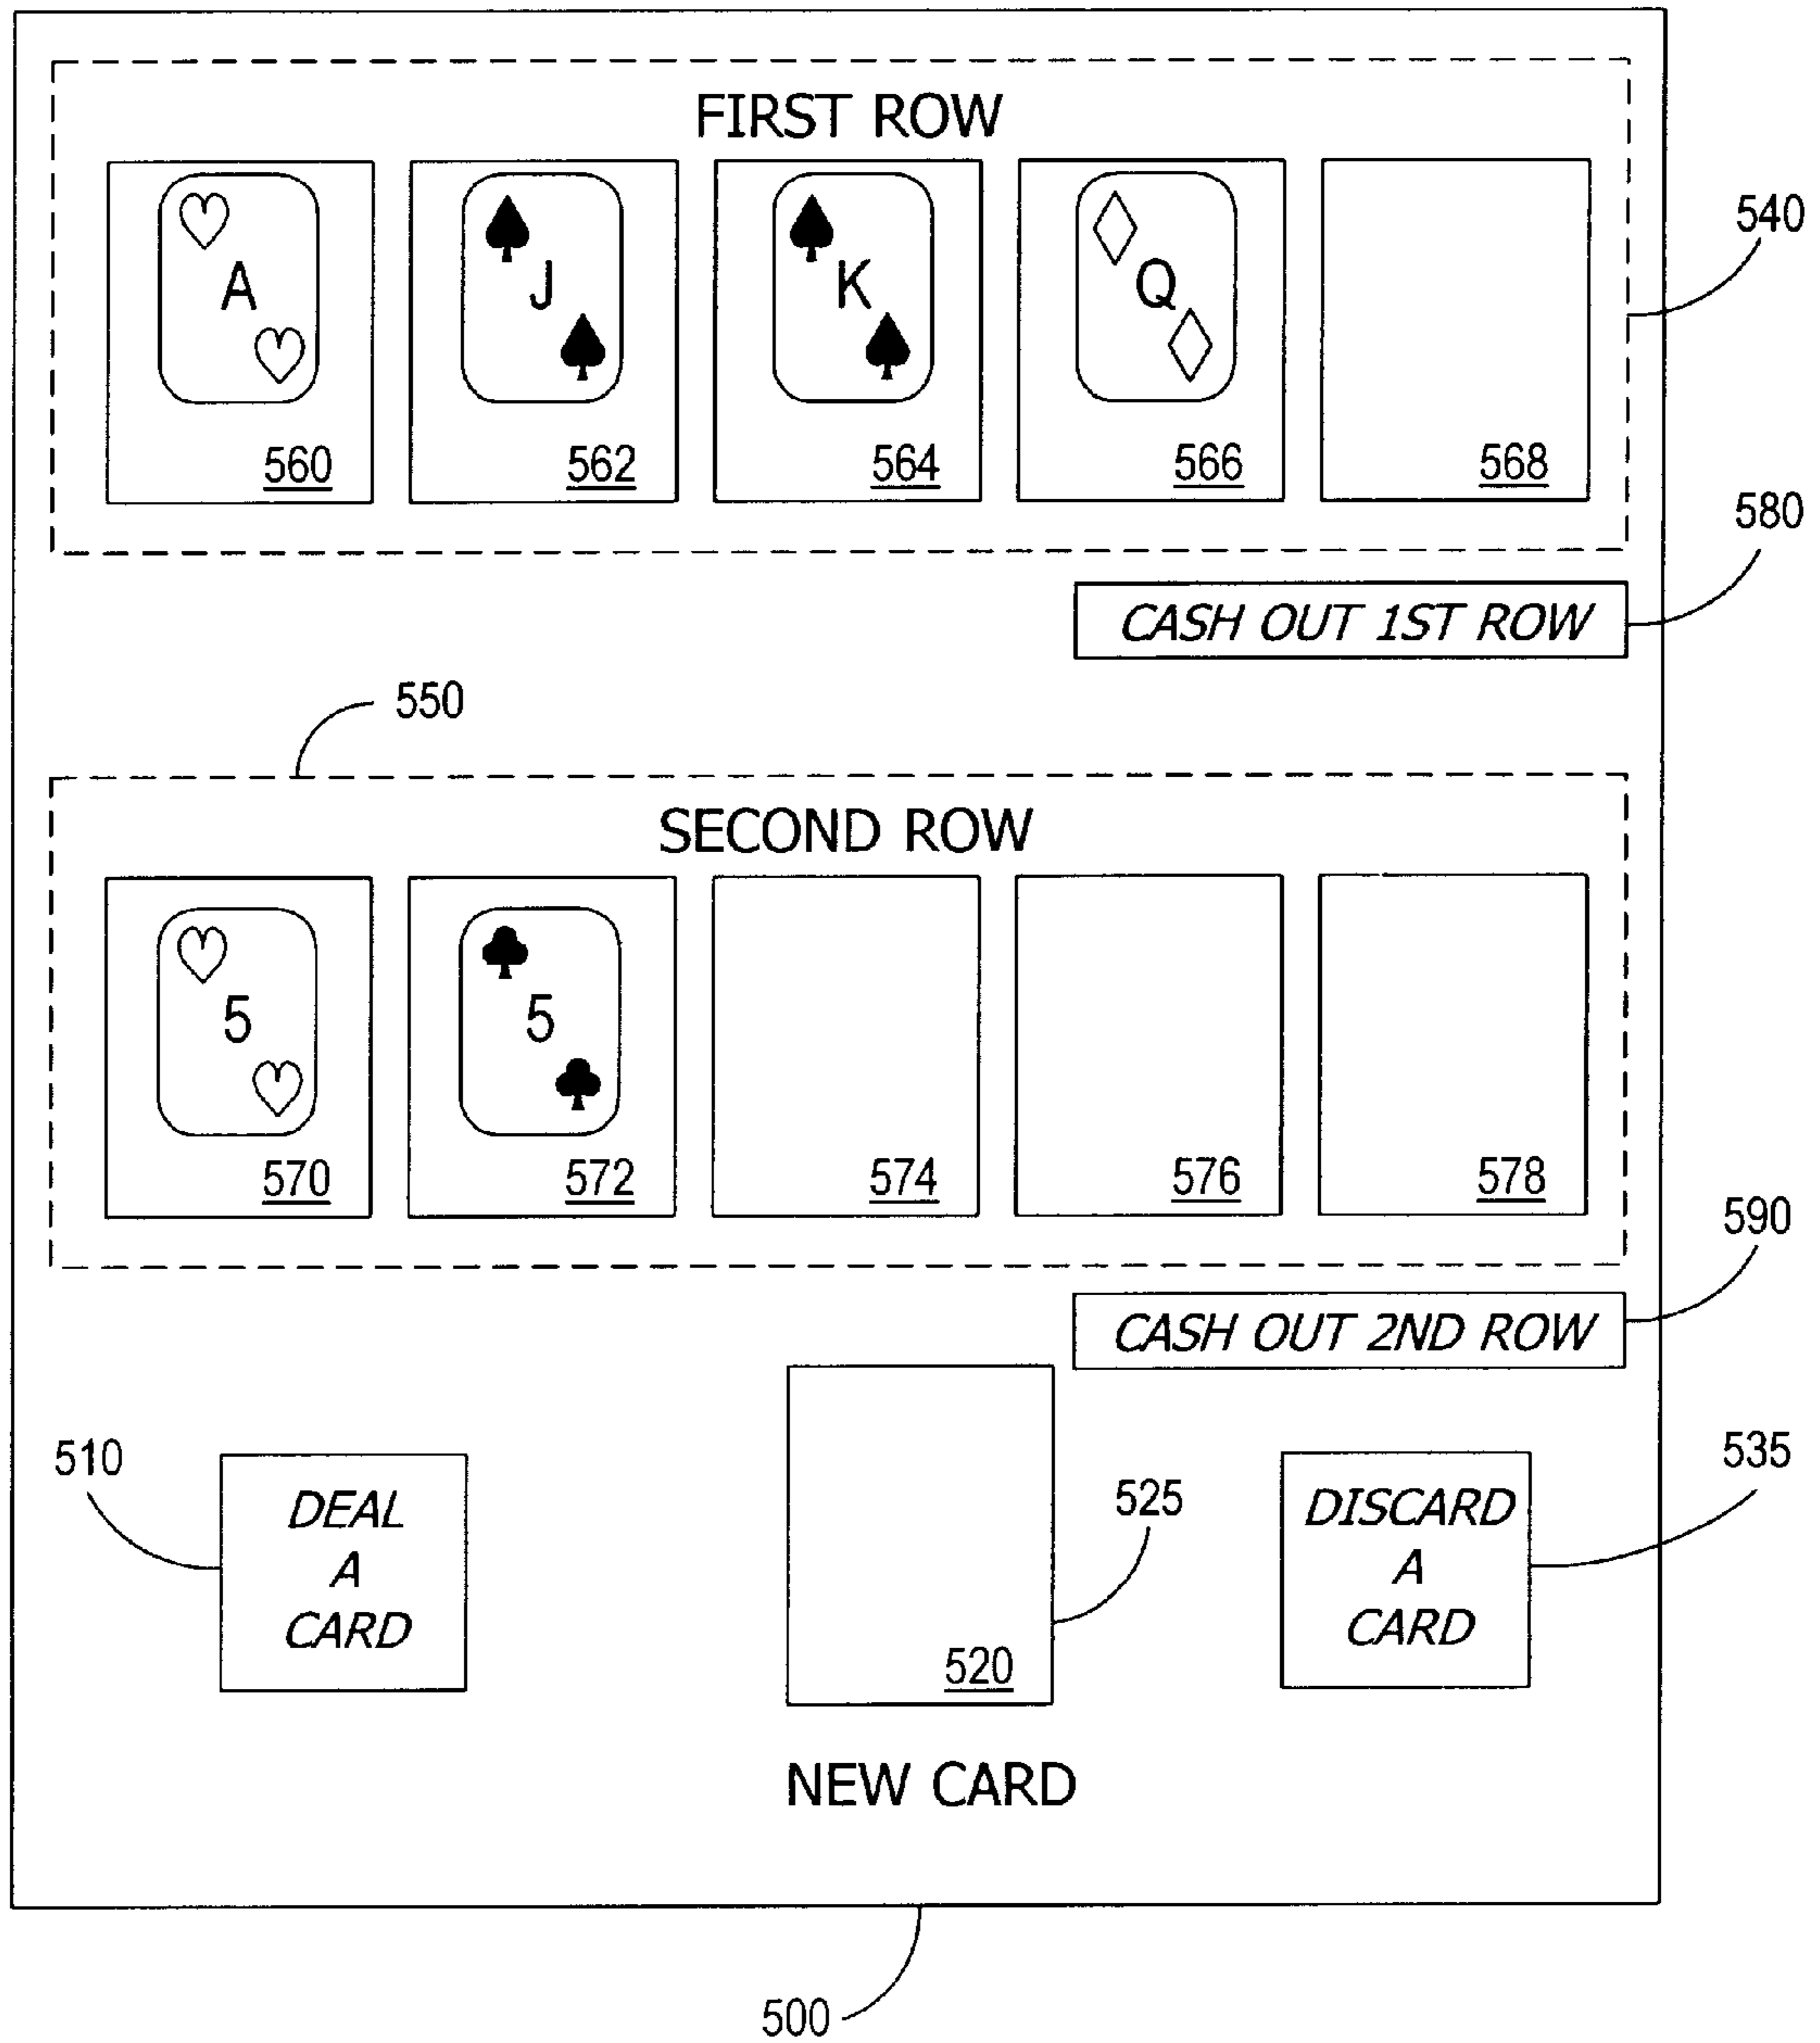 FIRST ROW
A
J
K
Q
560
562
564
566
568
540
580
CASH OUT 1ST ROW
550
SECOND ROW
5
5
570
572
574
576
578
590
CASH OUT 2ND ROW
510
DEAL
A
CARD
520
525
535
DISCARD
A
CARD
NEW CARD
500